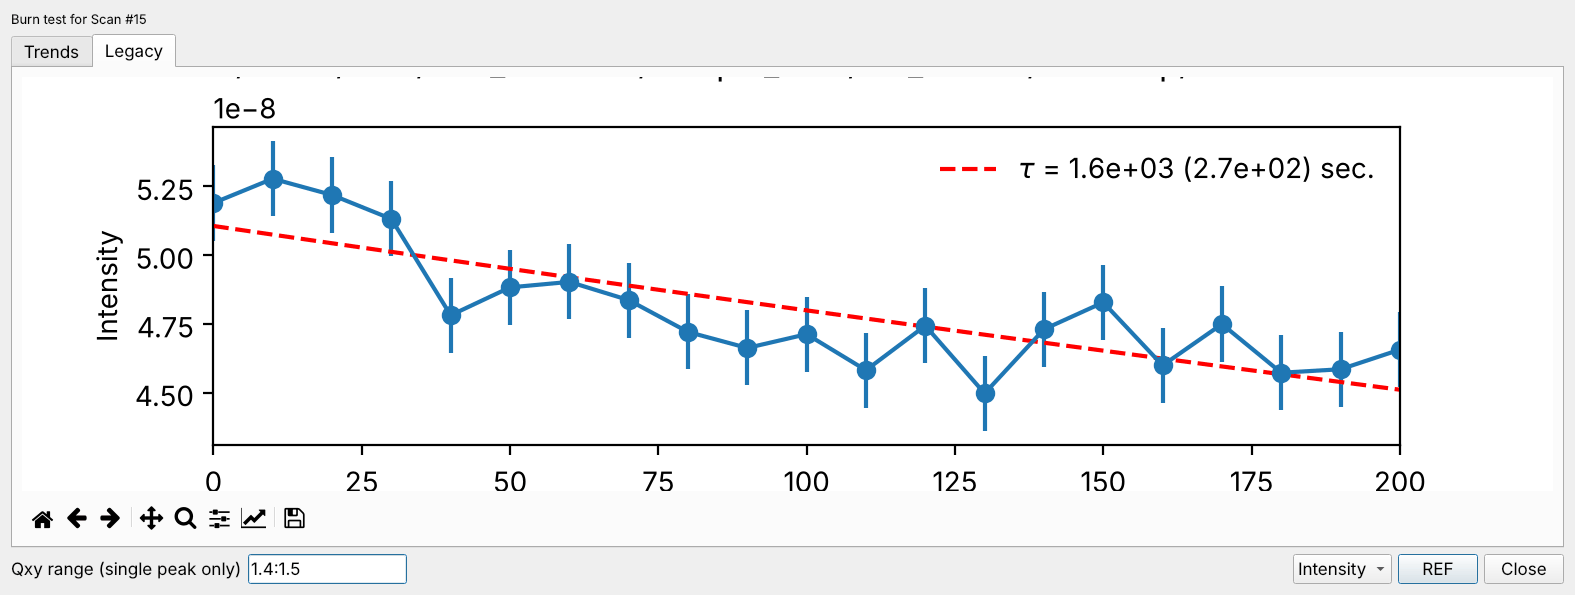 Burn test for Scan #15
Trends
Legacy
1e−8
5.25
5.00
4.75
4.50
Intensity
τ = 1.6e+03 (2.7e+02) sec.
0 25 50 75 100 125 150 175 200
Qxy range (single peak only) 1.4:1.5 Intensity REF Close